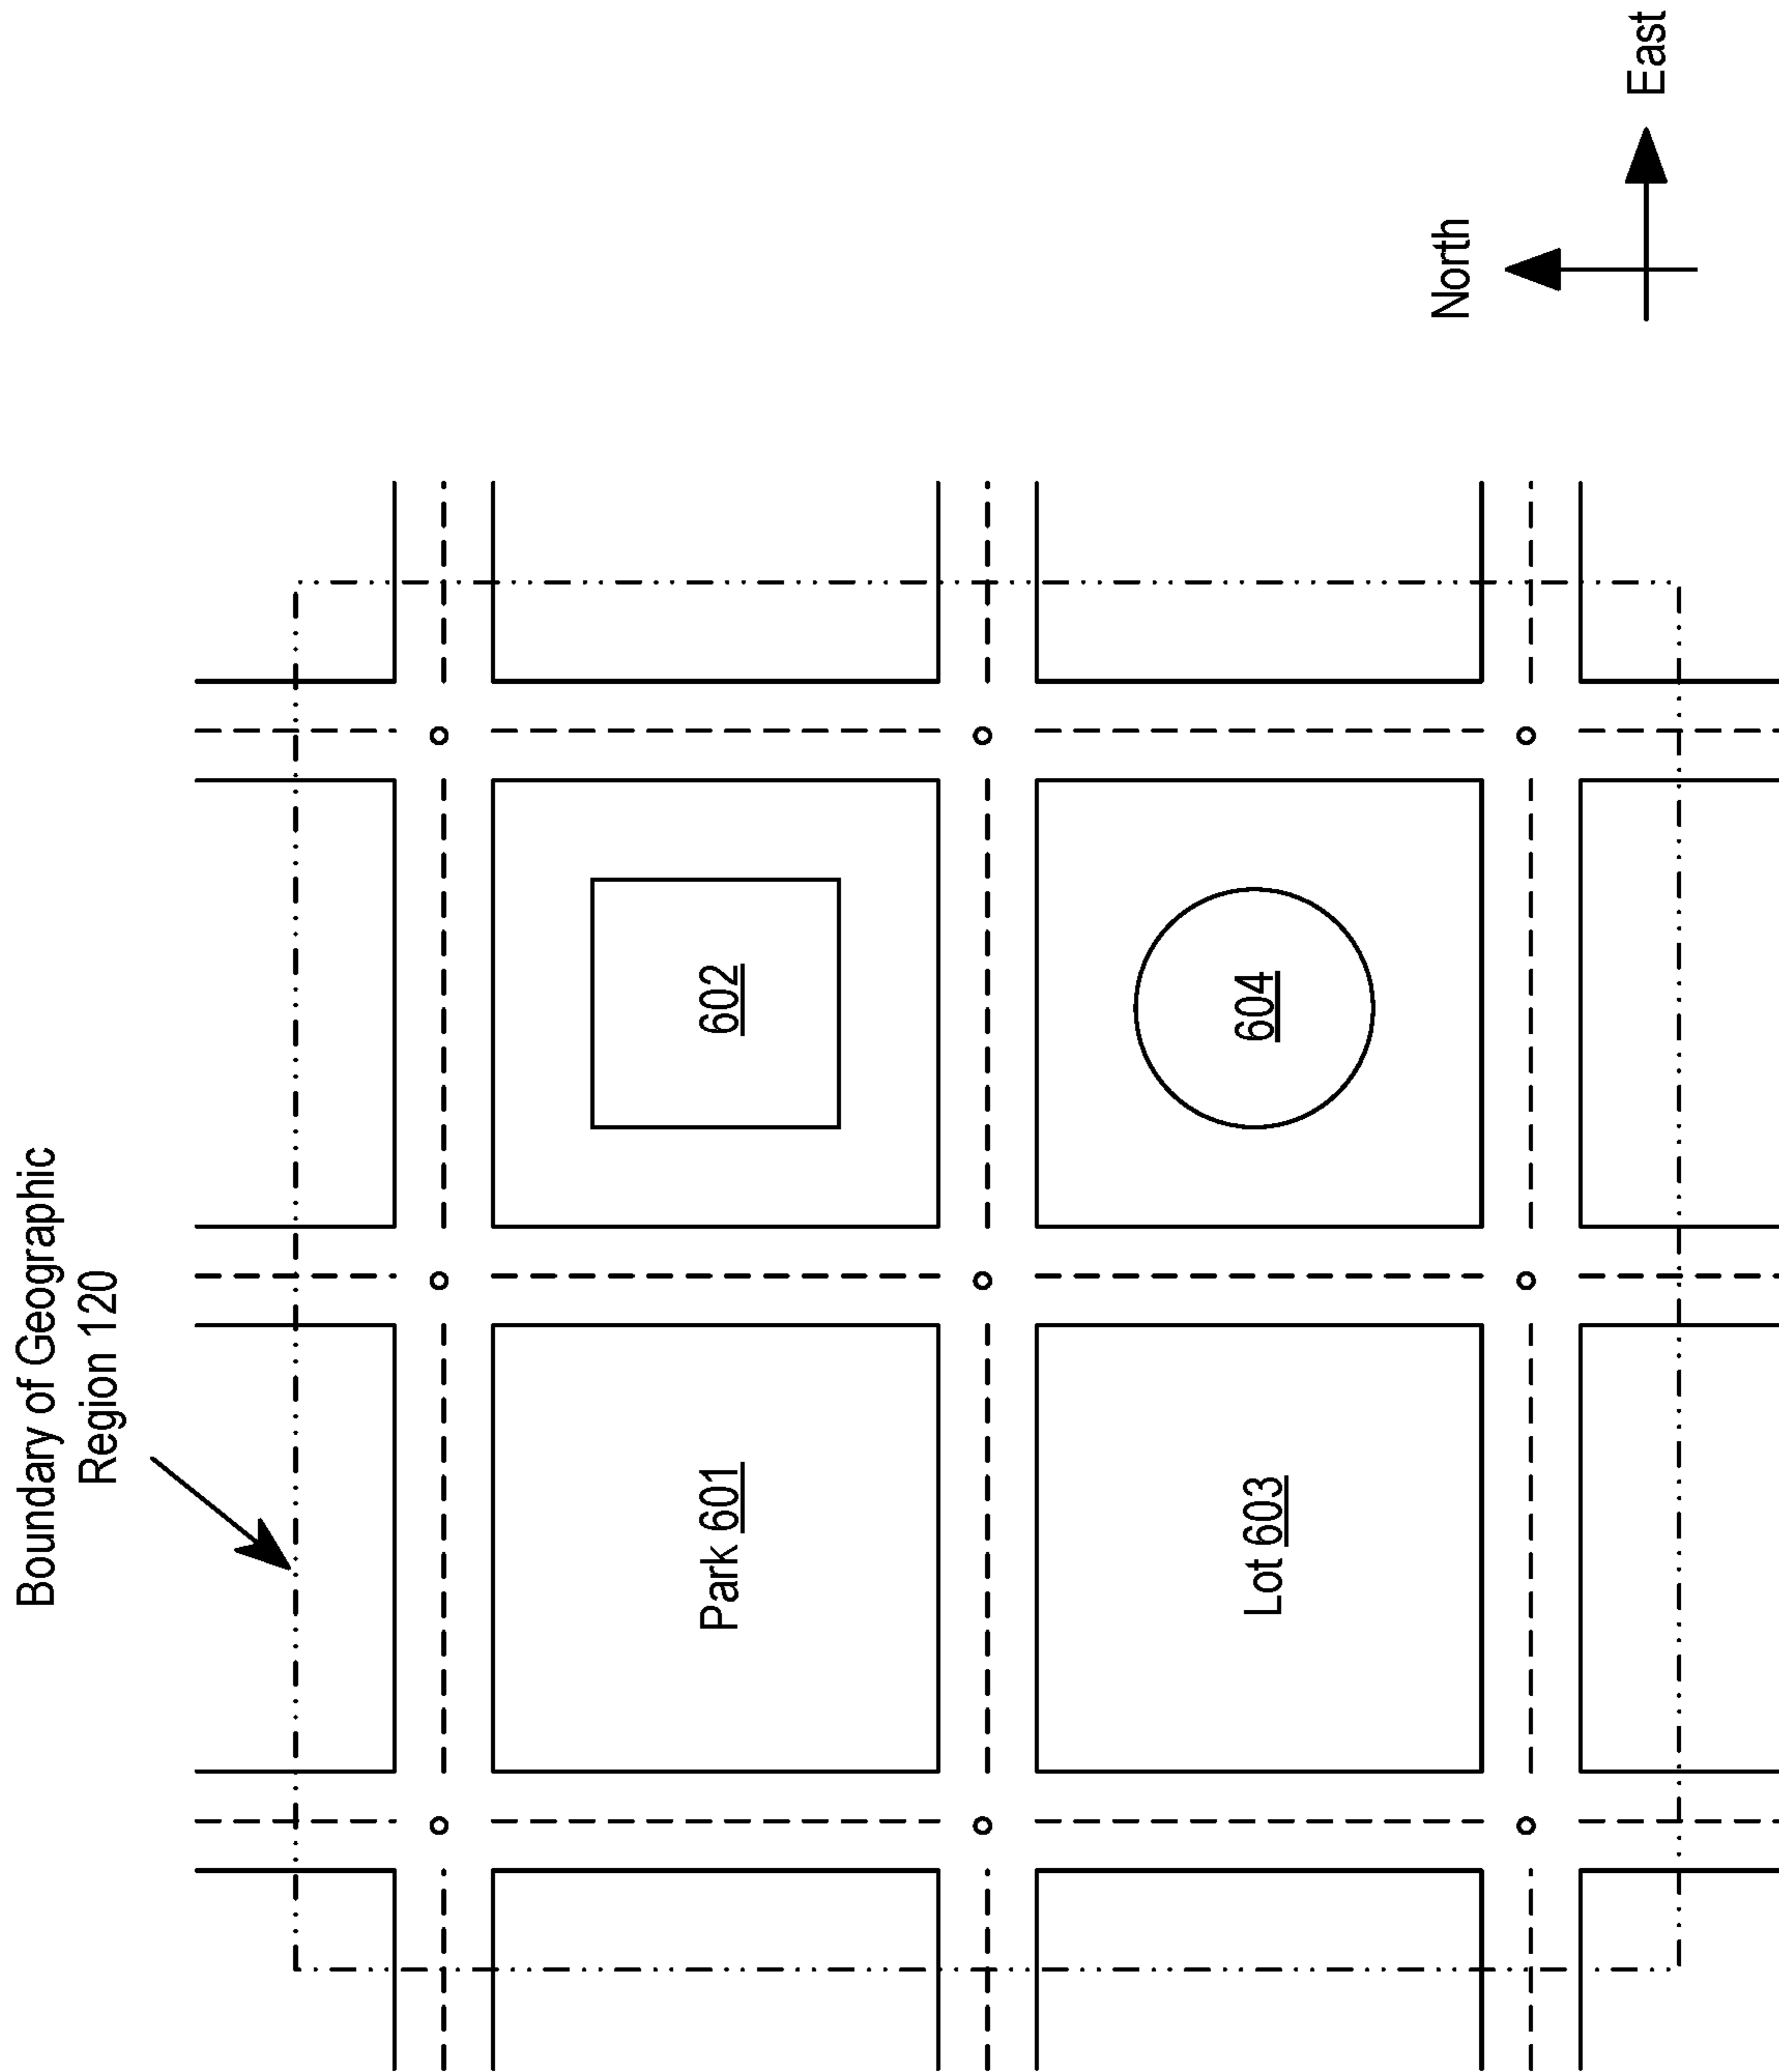 Boundary of Geographic
Region 120
Park 601
602
Lot 603
604
North
East